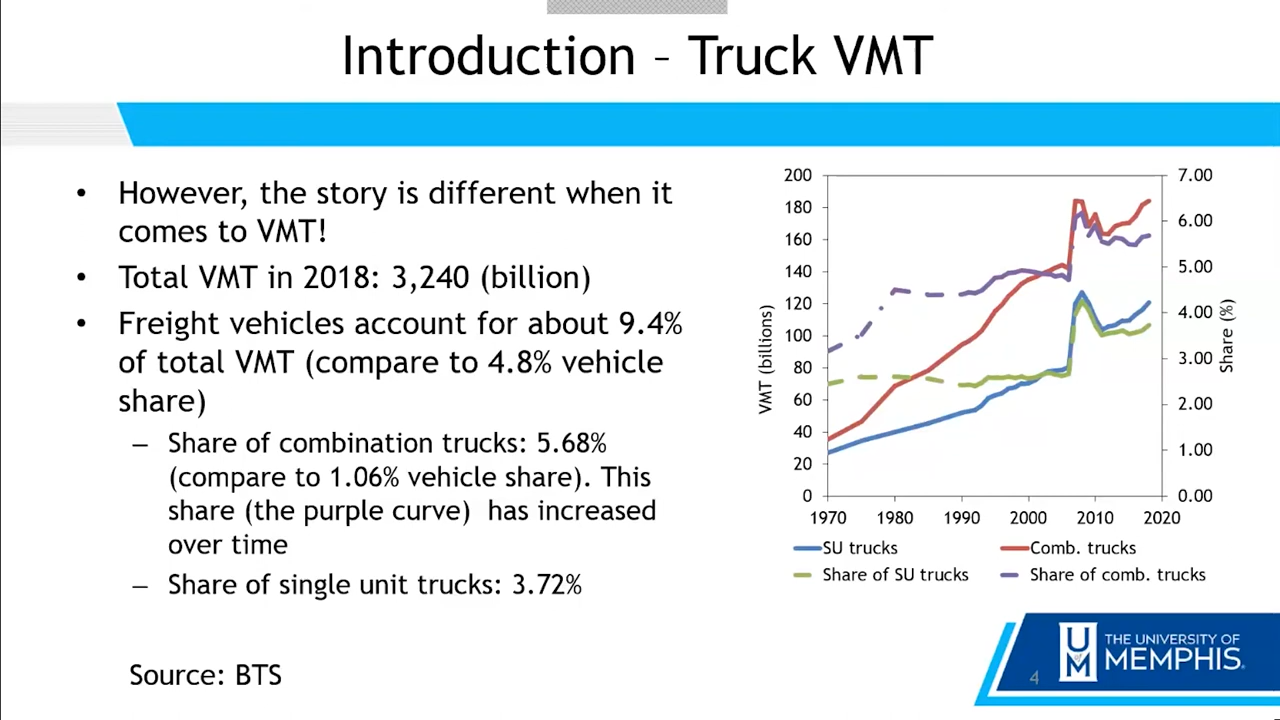 Introduction – Truck VMT
• However, the story is different when it
comes to VMT!
• Total VMT in 2018: 3,240 (billion)
• Freight vehicles account for about 9.4%
of total VMT (compare to 4.8% vehicle
share)
– Share of combination trucks: 5.68%
(compare to 1.06% vehicle share). This
share (the purple curve) has increased
over time
– Share of single unit trucks: 3.72%
Source: BTS
VMT (billions)
200
180
160
140
120
100
80
60
40
20
0
7.00
6.00
5.00
4.00
3.00
2.00
1.00
0.00
Share (%)
1970 1980 1990 2000 2010 2020
SU trucks Comb. trucks
Share of SU trucks Share of comb. trucks
4
UM
THE UNIVERSITY OF
MEMPHIS.